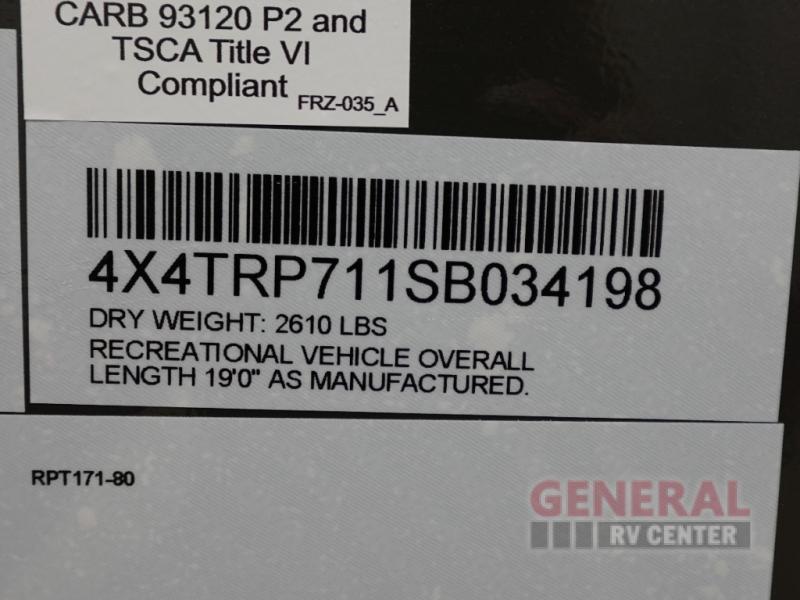 CARB 93120 P2 and
TSCA Title VI
Compliant FRZ-035_A
4X4TRP711SB034198
DRY WEIGHT: 2610 LBS
RECREATIONAL VEHICLE OVERALL
LENGTH 19'0" AS MANUFACTURED.
RPT171-80
GENERAL
RV CENTER